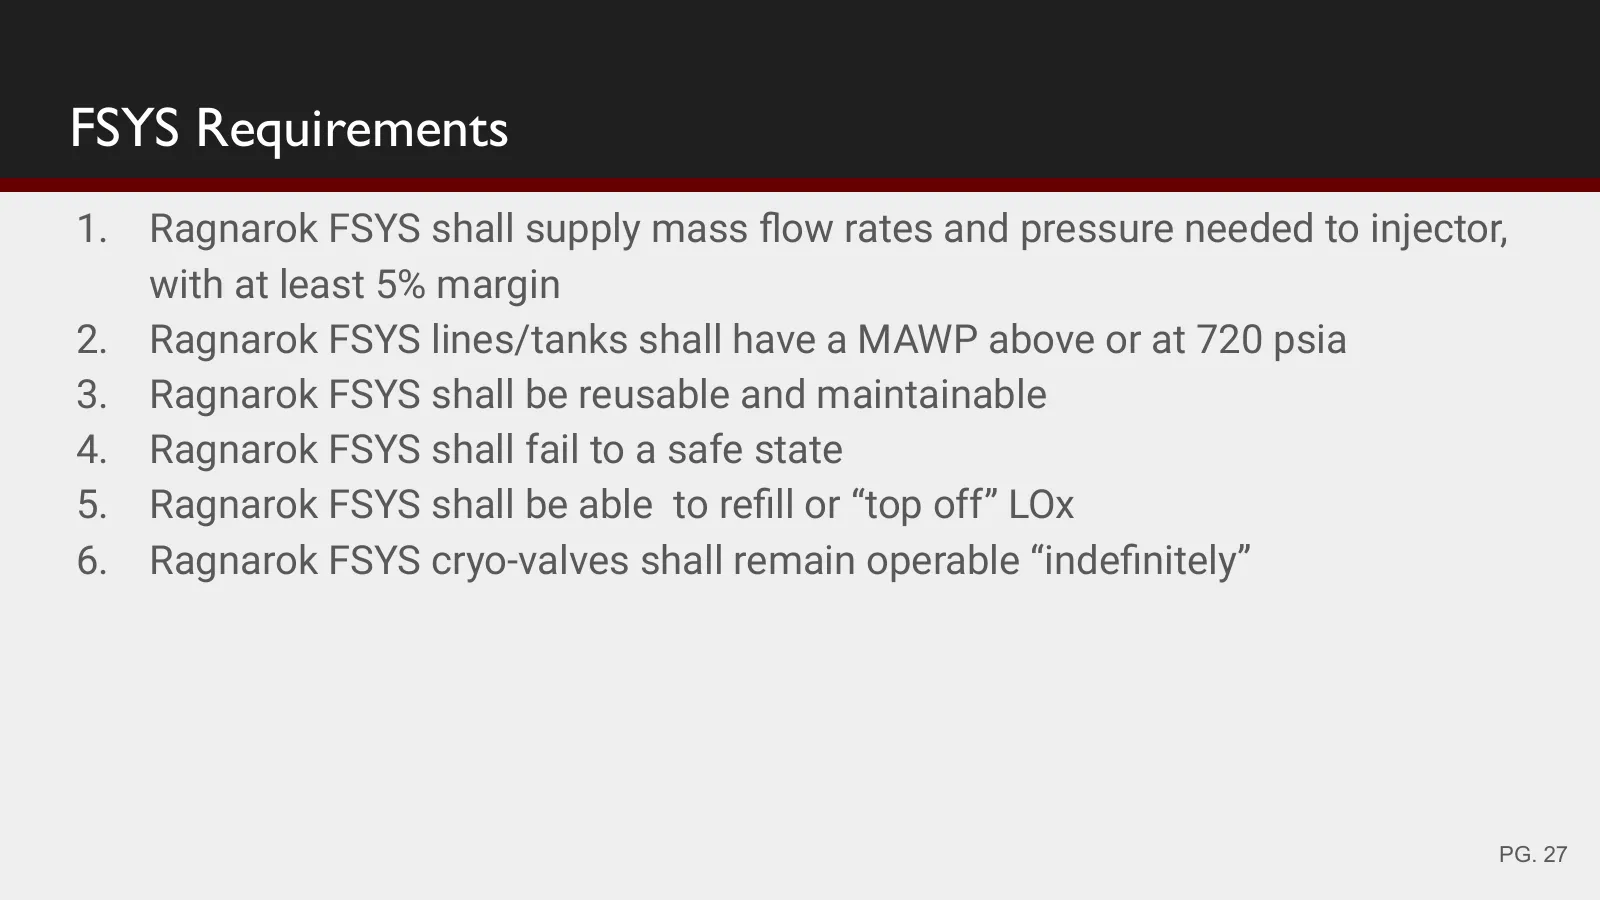 FSYS Requirements
1. Ragnarok FSYS shall supply mass flow rates and pressure needed to injector,
with at least 5% margin
2. Ragnarok FSYS lines/tanks shall have a MAWP above or at 720 psia
3. Ragnarok FSYS shall be reusable and maintainable
4. Ragnarok FSYS shall fail to a safe state
5. Ragnarok FSYS shall be able  to refill or “top off” LOx
6. Ragnarok FSYS cryo-valves shall remain operable “indefinitely”
PG. 27